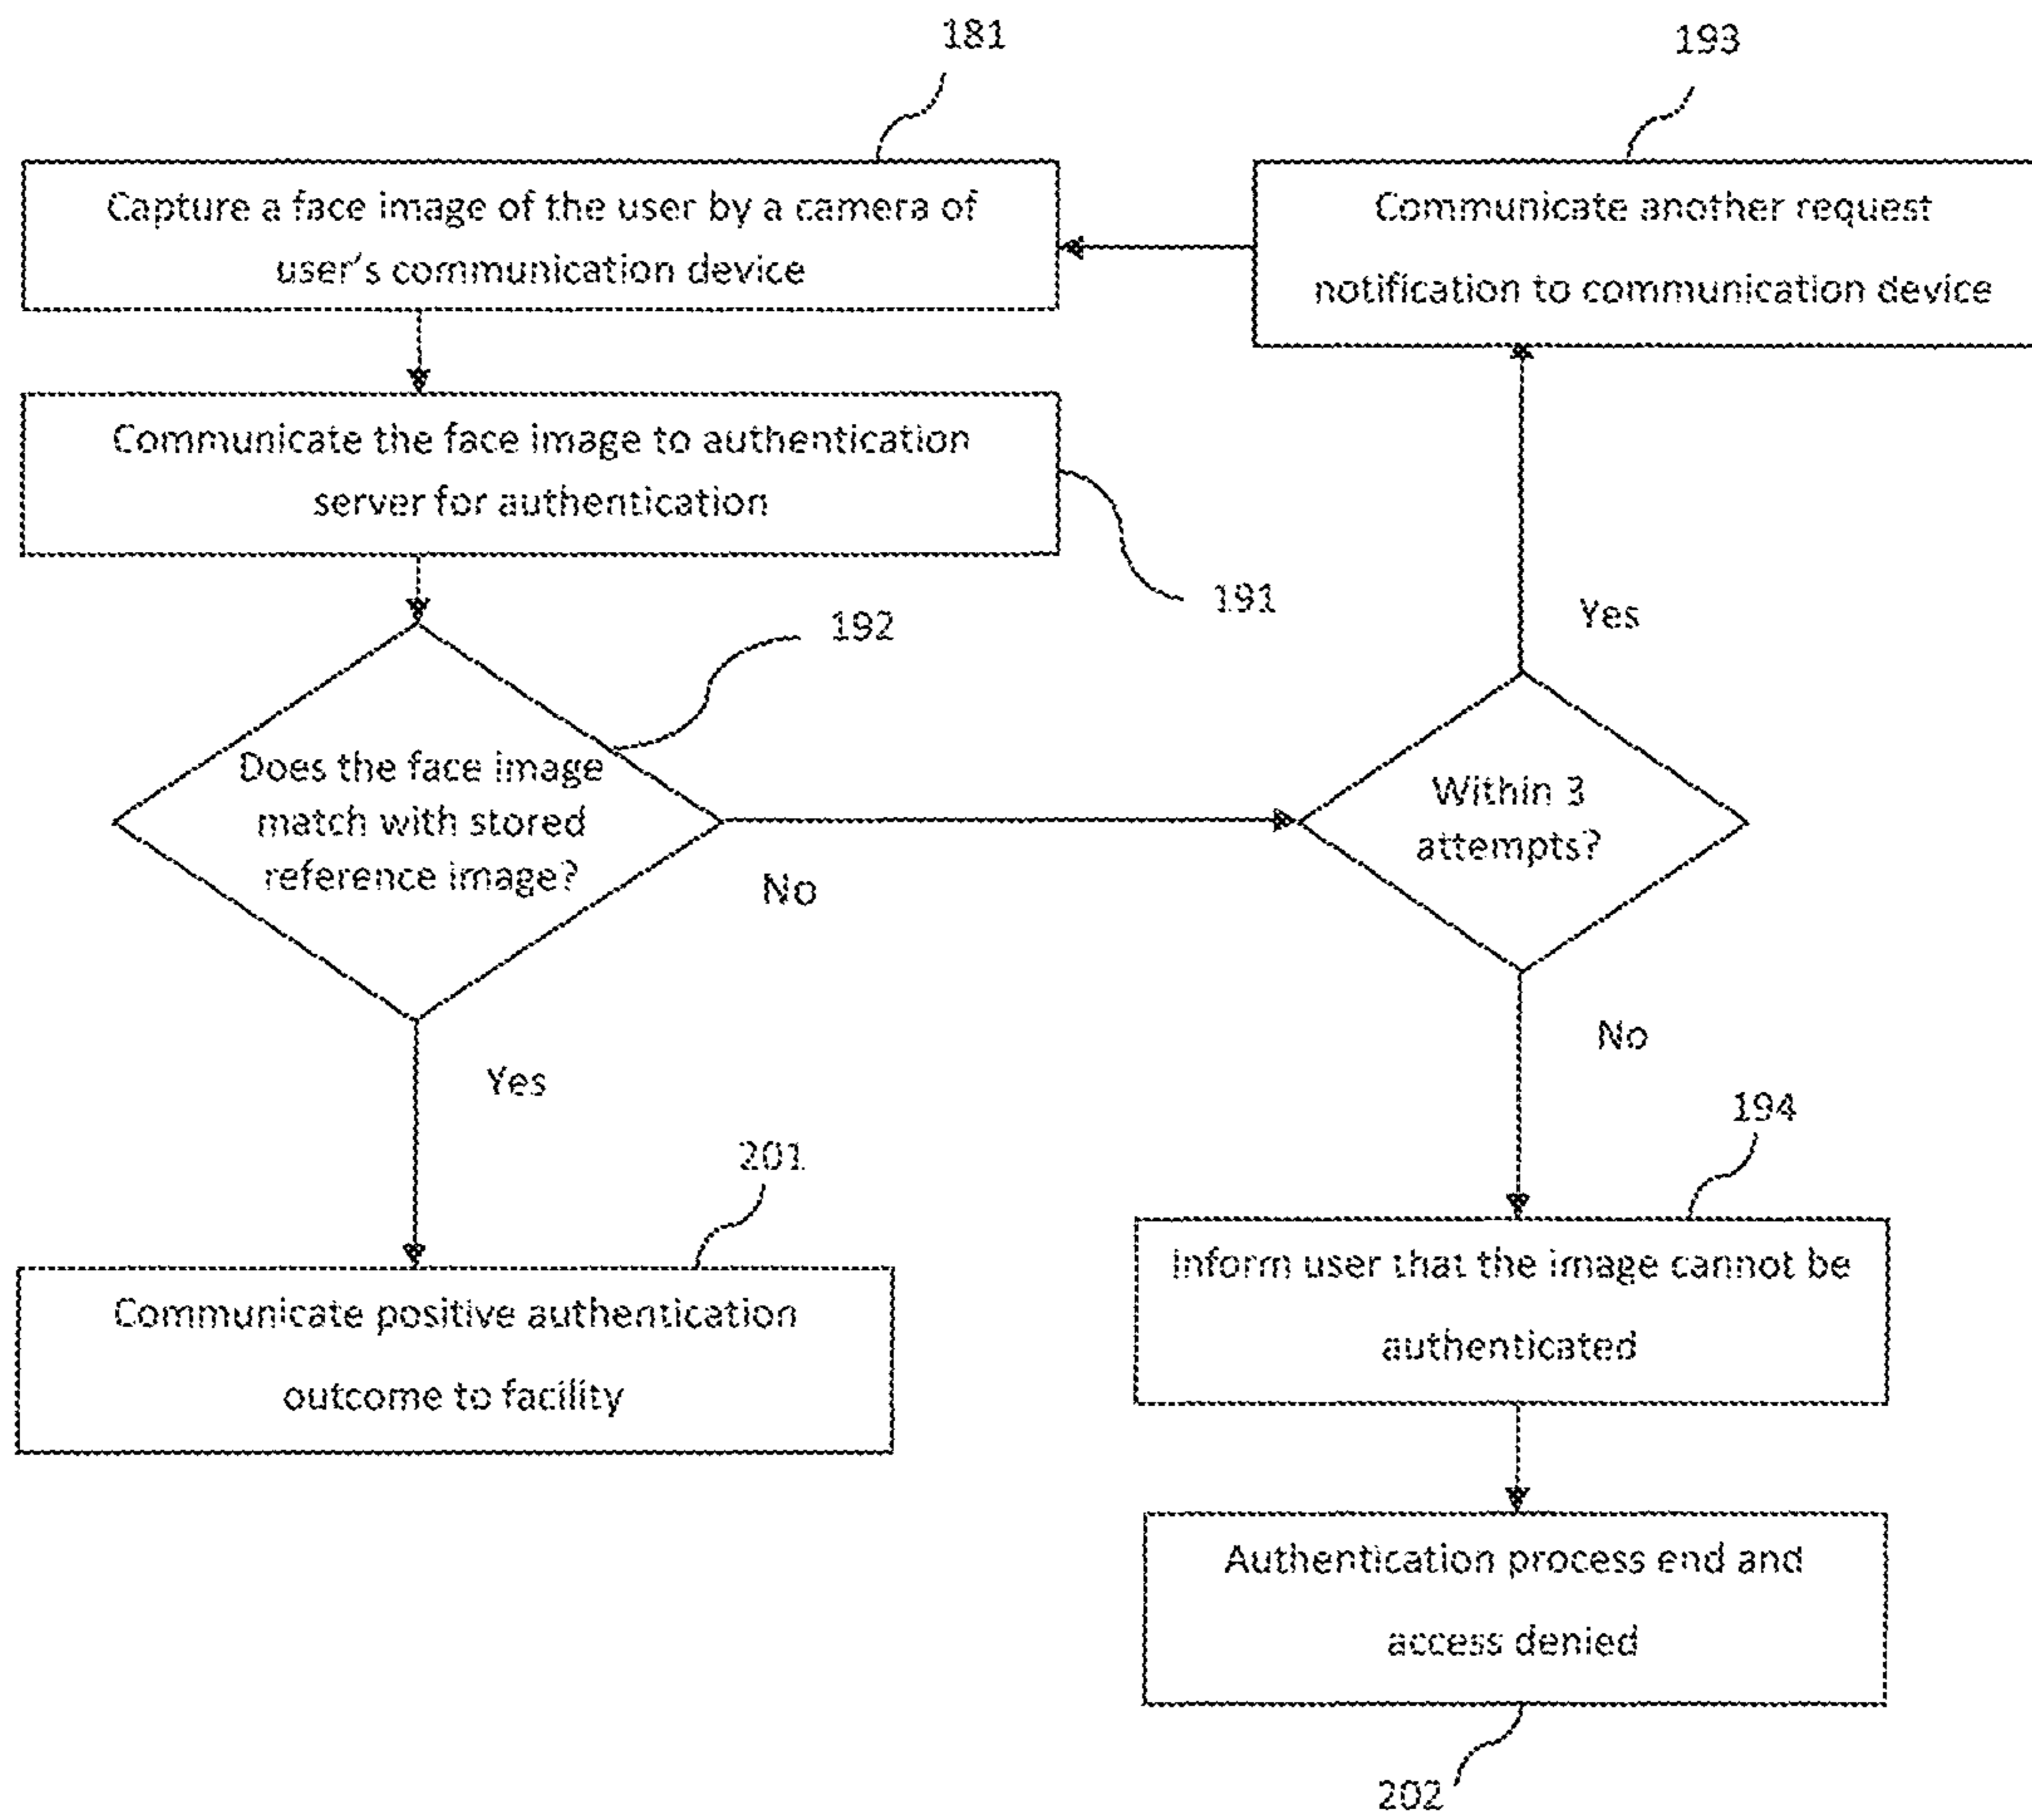 181
193
Capture a face image of the user by a camera of
user's communication device
Communicate another request
notification to communication device
Communicate the face image to authentication
server for authentication
191
192
Yes
Does the face image
match with stored
reference image?
No
Within 3
attempts?
Yes
No
201
194
Communicate positive authentication
outcome to facility
Inform user that the image cannot be
authenticated
Authentication process end and
access denied
202